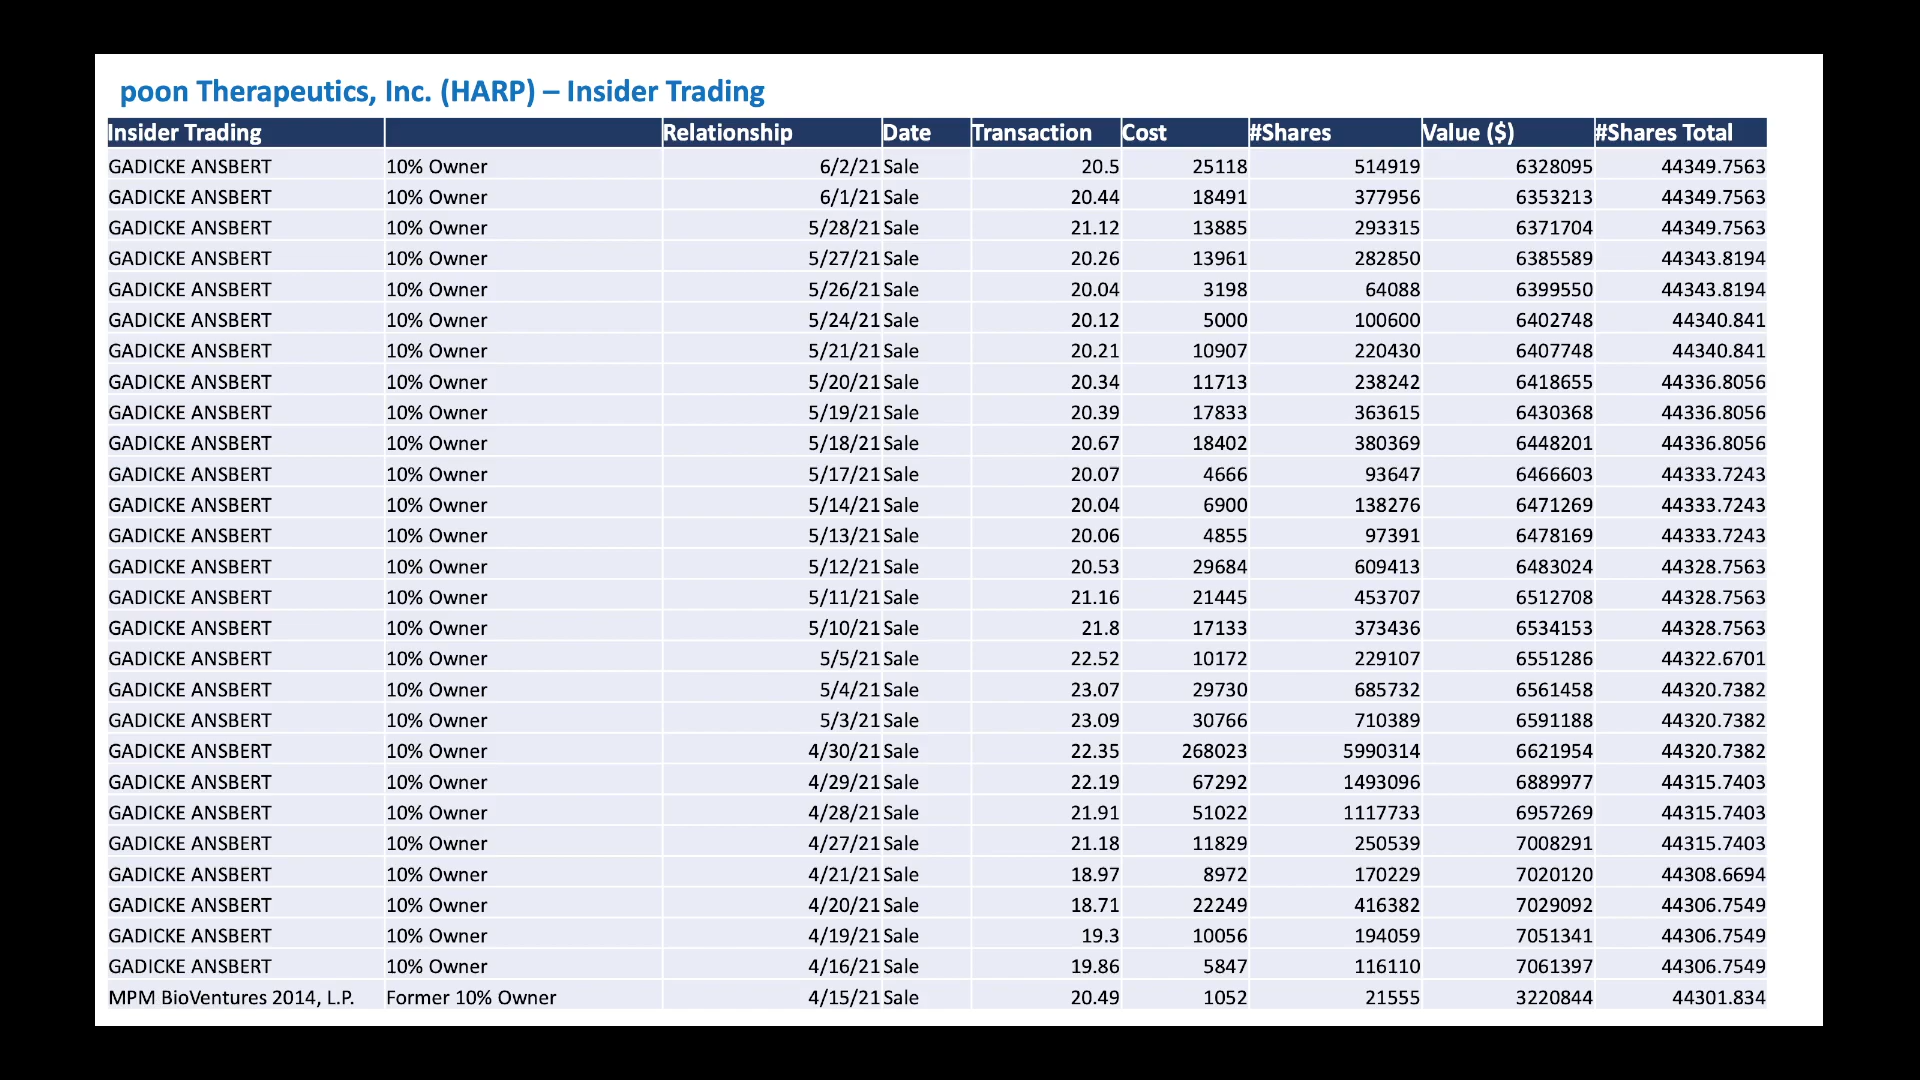 poon Therapeutics, Inc. (HARP) – Insider Trading
Insider Trading Relationship Date Transaction Cost #Shares Value ($) #Shares Total
GADICKE ANSBERT 10% Owner 6/2/21 Sale 20.5 25118 514919 6328095 44349.7563
GADICKE ANSBERT 10% Owner 6/1/21 Sale 20.44 18491 377956 6353213 44349.7563
GADICKE ANSBERT 10% Owner 5/28/21 Sale 21.12 13885 293315 6371704 44349.7563
GADICKE ANSBERT 10% Owner 5/27/21 Sale 20.26 13961 282850 6385589 44343.8194
GADICKE ANSBERT 10% Owner 5/26/21 Sale 20.04 3198 64088 6399550 44343.8194
GADICKE ANSBERT 10% Owner 5/24/21 Sale 20.12 5000 100600 6402748 44340.841
GADICKE ANSBERT 10% Owner 5/21/21 Sale 20.21 10907 220430 6407748 44340.841
GADICKE ANSBERT 10% Owner 5/20/21 Sale 20.34 11713 238242 6418655 44336.8056
GADICKE ANSBERT 10% Owner 5/19/21 Sale 20.39 17833 363615 6430368 44336.8056
GADICKE ANSBERT 10% Owner 5/18/21 Sale 20.67 18402 380369 6448201 44336.8056
GADICKE ANSBERT 10% Owner 5/17/21 Sale 20.07 4666 93647 6466603 44333.7243
GADICKE ANSBERT 10% Owner 5/14/21 Sale 20.04 6900 138276 6471269 44333.7243
GADICKE ANSBERT 10% Owner 5/13/21 Sale 20.06 4855 97391 6478169 44333.7243
GADICKE ANSBERT 10% Owner 5/12/21 Sale 20.53 29684 609413 6483024 44328.7563
GADICKE ANSBERT 10% Owner 5/11/21 Sale 21.16 21445 453707 6512708 44328.7563
GADICKE ANSBERT 10% Owner 5/10/21 Sale 21.8 17133 373436 6534153 44328.7563
GADICKE ANSBERT 10% Owner 5/5/21 Sale 22.52 10172 229107 6551286 44322.6701
GADICKE ANSBERT 10% Owner 5/4/21 Sale 23.07 29730 685732 6561458 44320.7382
GADICKE ANSBERT 10% Owner 5/3/21 Sale 23.09 30766 710389 6591188 44320.7382
GADICKE ANSBERT 10% Owner 4/30/21 Sale 22.35 268023 5990314 6621954 44320.7382
GADICKE ANSBERT 10% Owner 4/29/21 Sale 22.19 67292 1493096 6889977 44315.7403
GADICKE ANSBERT 10% Owner 4/28/21 Sale 21.91 51022 1117733 6957269 44315.7403
GADICKE ANSBERT 10% Owner 4/27/21 Sale 21.18 11829 250539 7008291 44315.7403
GADICKE ANSBERT 10% Owner 4/21/21 Sale 18.97 8972 170229 7020120 44308.6694
GADICKE ANSBERT 10% Owner 4/20/21 Sale 18.71 22249 416382 7029092 44306.7549
GADICKE ANSBERT 10% Owner 4/19/21 Sale 19.3 10056 194059 7051341 44306.7549
GADICKE ANSBERT 10% Owner 4/16/21 Sale 19.86 5847 116110 7061397 44306.7549
MPM BioVentures 2014, L.P. Former 10% Owner 4/15/21 Sale 20.49 1052 21555 3220844 44301.834